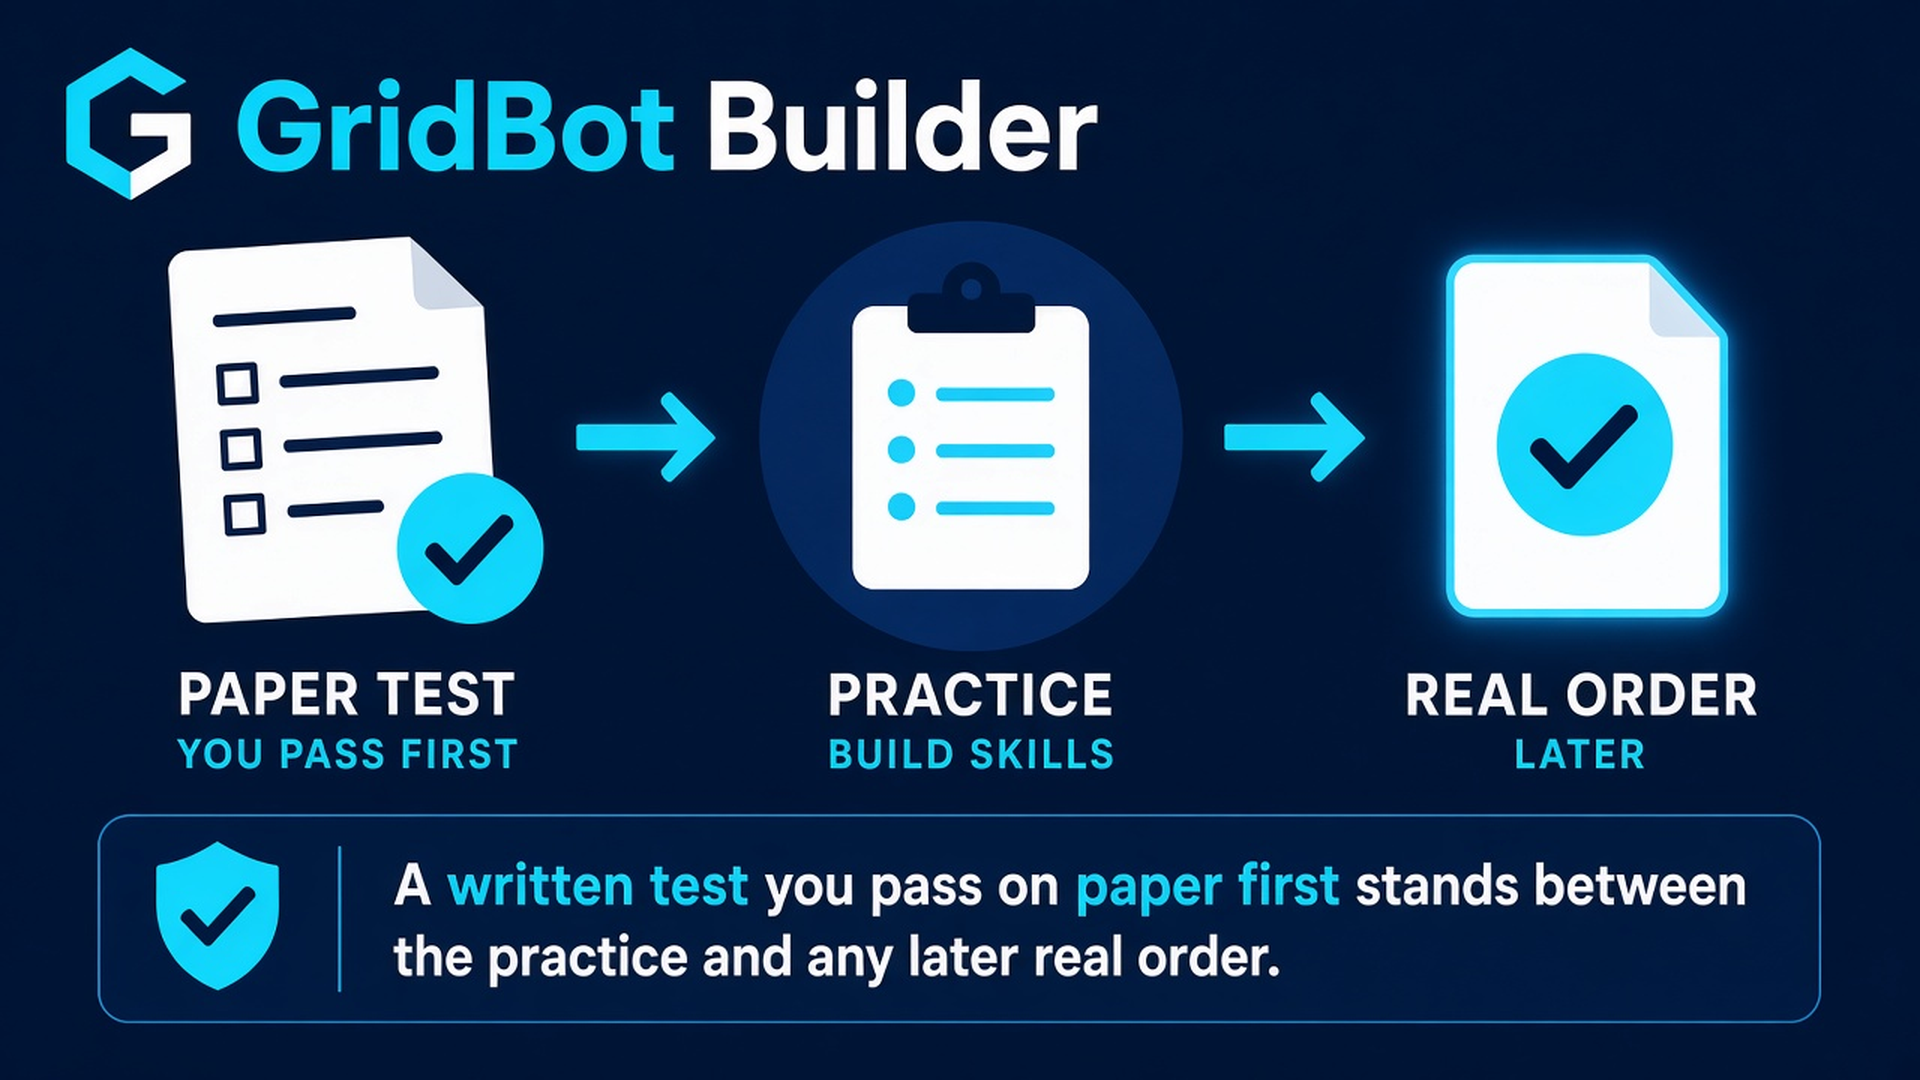 GridBot Builder
PAPER TEST
YOU PASS FIRST
PRACTICE
BUILD SKILLS
REAL ORDER
LATER
A written test you pass on paper first stands between
the practice and any later real order.